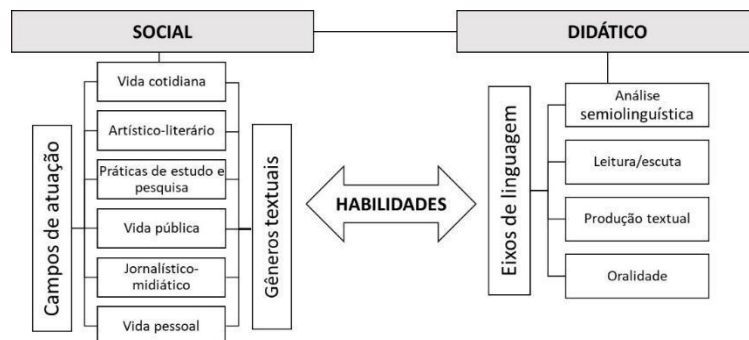 SOCIAL
DIDÁTICO
Campos de atuação
Vida cotidiana
Artístico-literário
Práticas de estudo e
pesquisa
Vida pública
Jornalístico-
midiático
Vida pessoal
Gêneros textuais
HABILIDADES
Eixos de linguagem
Análise
semiolinguística
Leitura/escuta
Produção textual
Oralidade